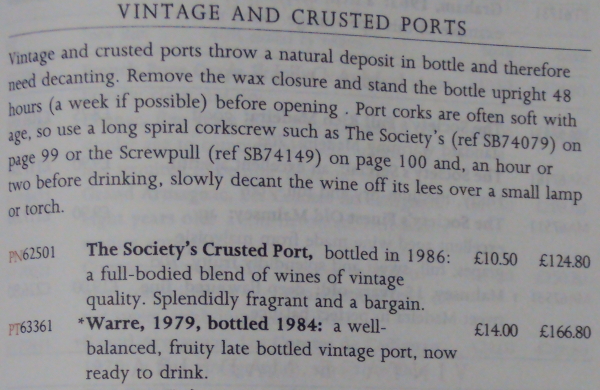 VINTAGE AND CRUSTED PORTS
Vintage and crusted ports throw a natural deposit in bottle and therefore
need decanting. Remove the wax closure and stand the bottle upright 48
hours (a week if possible) before opening . Port corks are often soft with
age, so use a long spiral corkscrew such as The Society's (ref SB74079) on
page 99 or the Screwpull (ref SB74149) on page 100 and, an hour or
two before drinking, slowly decant the wine off its lees over a small lamp
or torch.
PN62501 The Society's Crusted Port, bottled in 1986: £10.50 £124.80
a full-bodied blend of wines of vintage
quality. Splendidly fragrant and a bargain.
PT63361 *Warre, 1979, bottled 1984: a well- £14.00 £166.80
balanced, fruity late bottled vintage port, now
ready to drink.